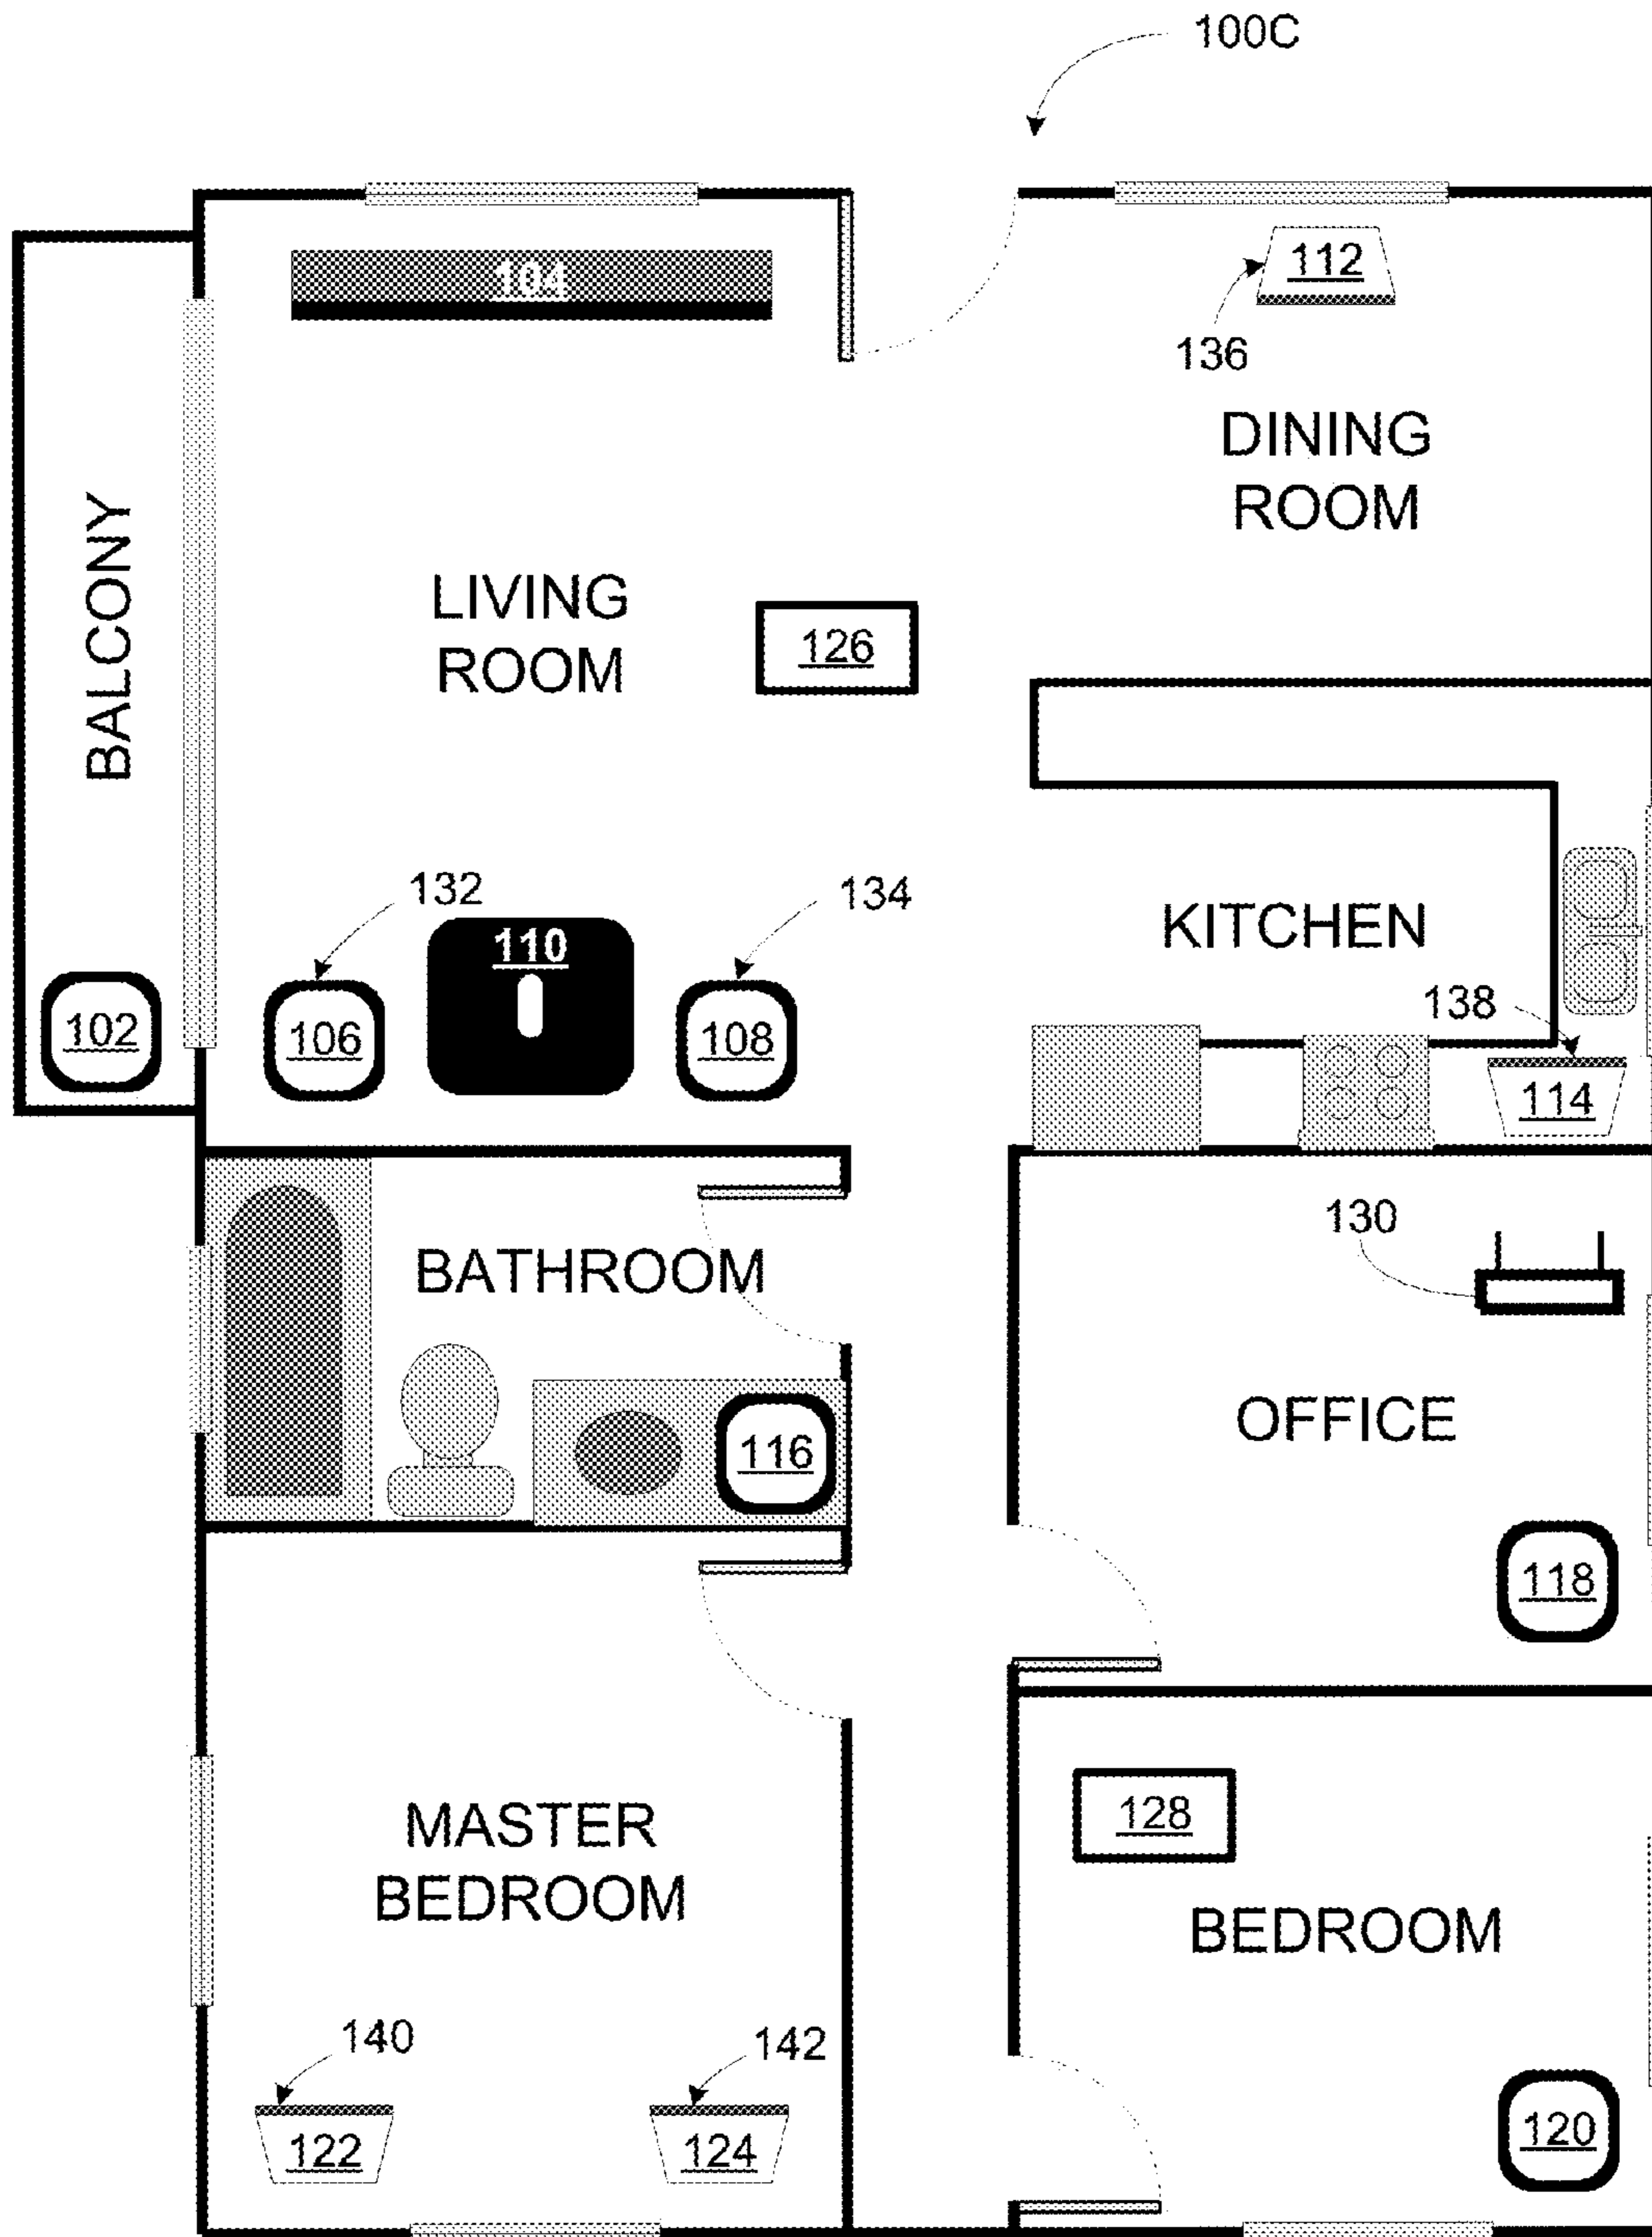 100C
104
112
136
DINING
ROOM
BALCONY
LIVING
ROOM
126
132
134
110
KITCHEN
102
106
108
138
114
130
BATHROOM
OFFICE
116
118
128
MASTER
BEDROOM
BEDROOM
140
142
122
124
120